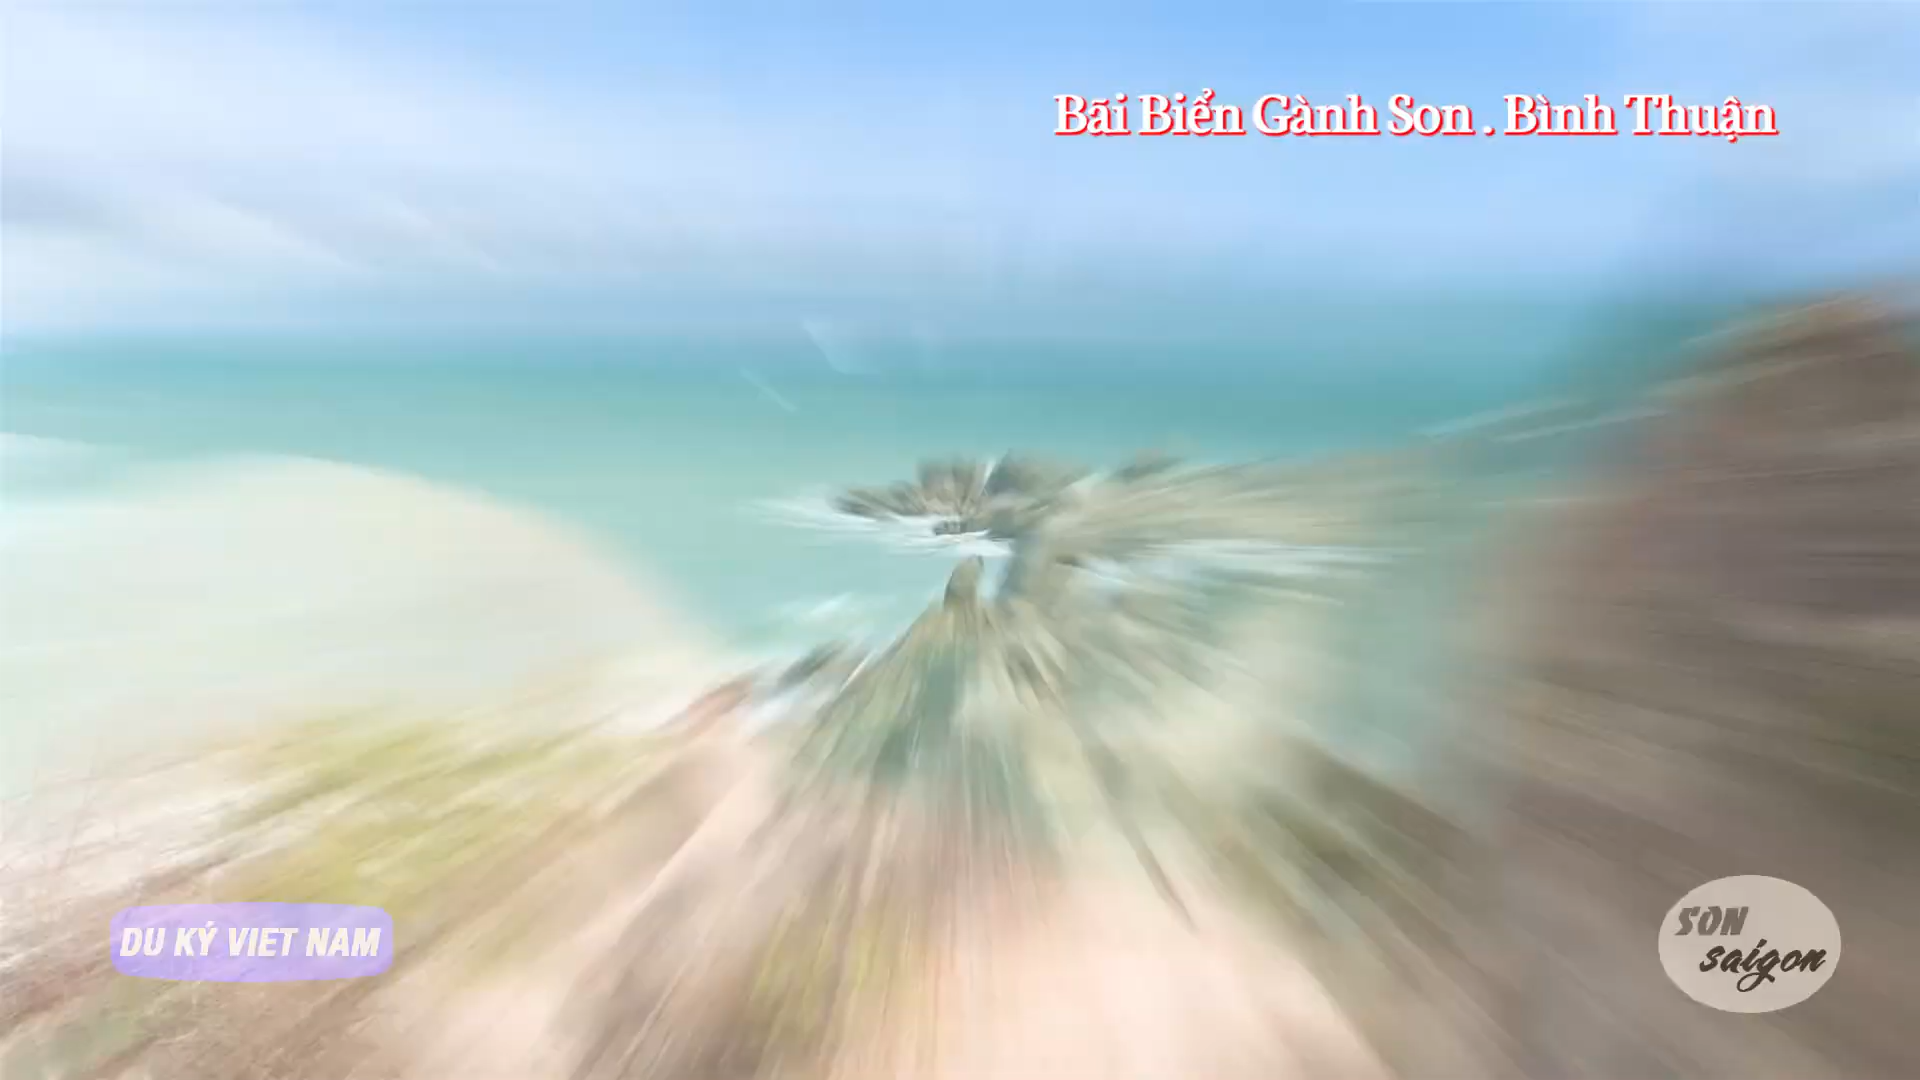 Bãi Biển Gành Son . Bình Thuận
DU KÝ VIET NAM
SON
saigon